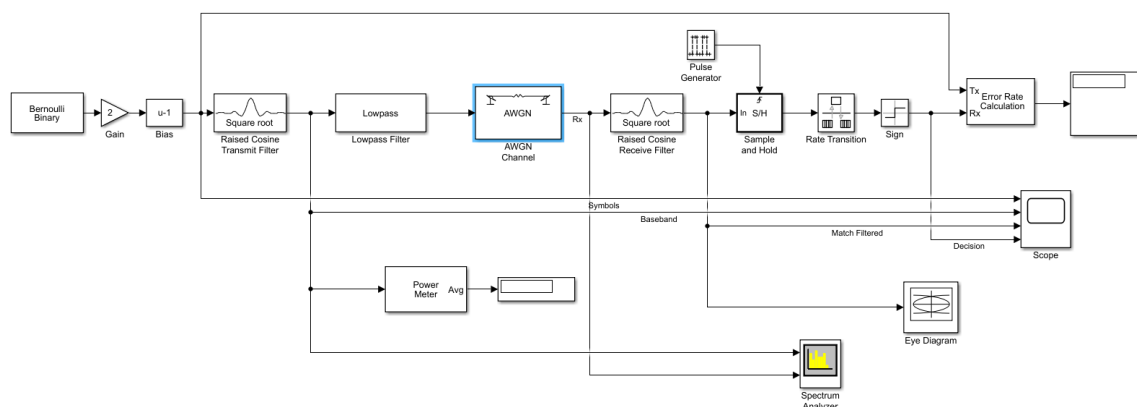 Bernoulli
Binary
2
Gain
u-1
Bias
Square root
Raised Cosine
Transmit Filter
Lowpass
Lowpass Filter
AWGN
AWGN
Channel
Rx
Square root
Raised Cosine
Receive Filter
Pulse
Generator
In
S/H
Sample
and Hold
Rate Transition
Sign
Tx
Rx
Error Rate
Calculation
Symbols
Baseband
Match Filtered
Decision
Scope
Power
Meter
Avg
Eye Diagram
Spectrum
Analyzer